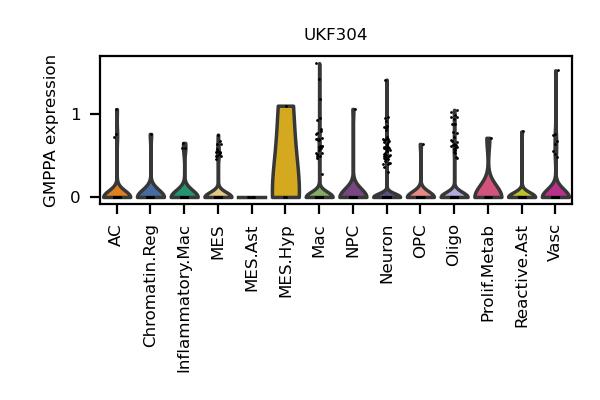 UKF304
GMPPA expression
1
0
AC
Chromatin.Reg
Inflammatory.Mac
MES
MES.Ast
MES.Hyp
Mac
NPC
Neuron
OPC
Oligo
Prolif.Metab
Reactive.Ast
Vasc